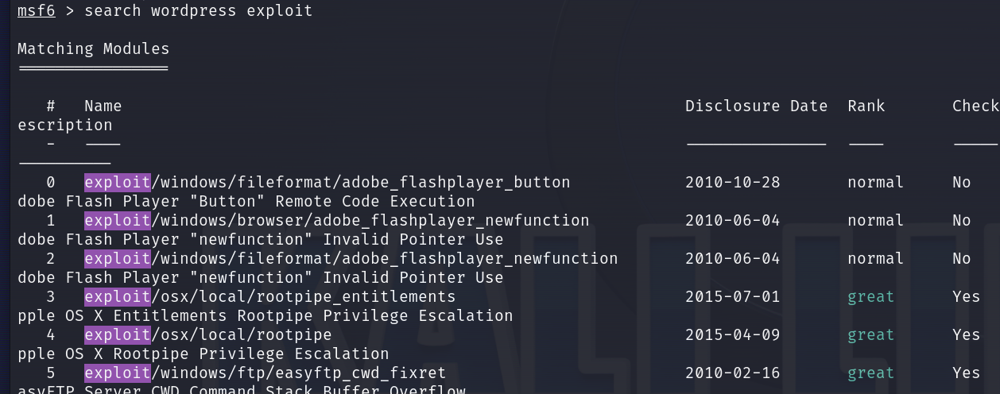 msf6 > search wordpress exploit
Matching Modules
# Name Disclosure Date Rank Check
escription
- ---- --------------- ---- -----
----------
0 exploit/windows/fileformat/adobe_flashplayer_button 2010-10-28 normal No
dobe Flash Player "Button" Remote Code Execution
1 exploit/windows/browser/adobe_flashplayer_newfunction 2010-06-04 normal No
dobe Flash Player "newfunction" Invalid Pointer Use
2 exploit/windows/fileformat/adobe_flashplayer_newfunction 2010-06-04 normal No
dobe Flash Player "newfunction" Invalid Pointer Use
3 exploit/osx/local/rootpipe_entitlements 2015-07-01 great Yes
pple OS X Entitlements Rootpipe Privilege Escalation
4 exploit/osx/local/rootpipe 2015-04-09 great Yes
pple OS X Rootpipe Privilege Escalation
5 exploit/windows/ftp/easyftp_cwd_fixret 2010-02-16 great Yes
asyFTP Server CWD Command Stack Buffer Overflow